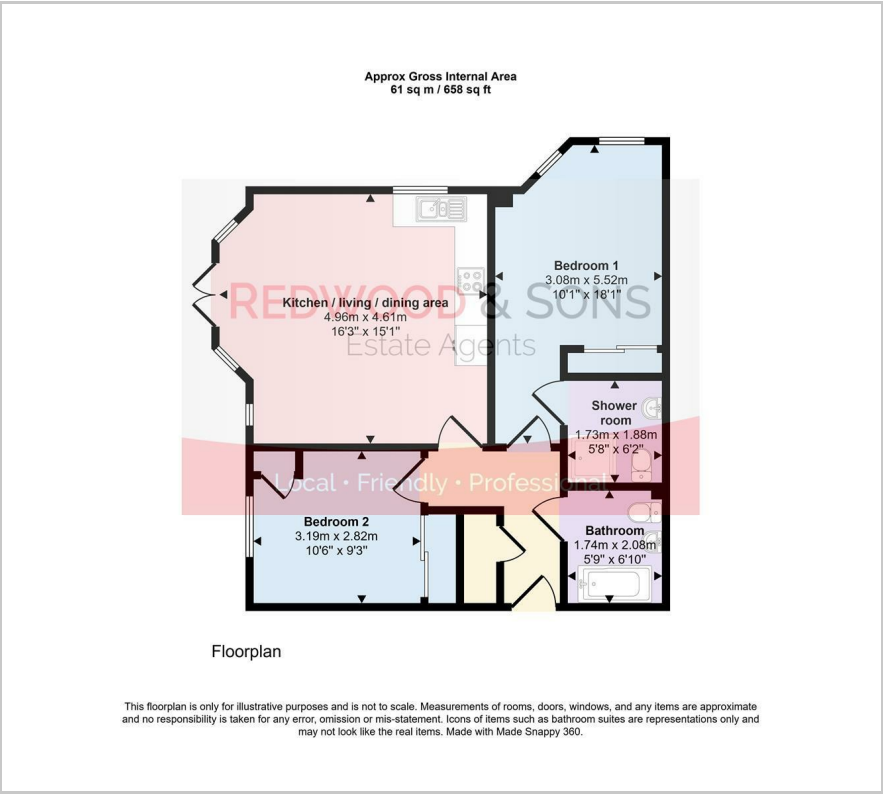 Approx Gross Internal Area
61 sq m / 658 sq ft
Bedroom 1
3.08m x 5.52m
10'1" x 18'1"
Kitchen / living / dining area
4.96m x 4.61m
16'3" x 15'1"
REDWOOD & SONS
Estate Agents
Shower
room
1.73m x 1.88m
5'8" x 6'2"
Local • Friendly • Professional
Bedroom 2
3.19m x 2.82m
10'6" x 9'3"
Bathroom
1.74m x 2.08m
5'9" x 6'10"
Floorplan
This floorplan is only for illustrative purposes and is not to scale. Measurements of rooms, doors, windows, and any items are approximate
and no responsibility is taken for any error, omission or mis-statement. Icons of items such as bathroom suites are representations only and
may not look like the real items. Made with Made Snappy 360.